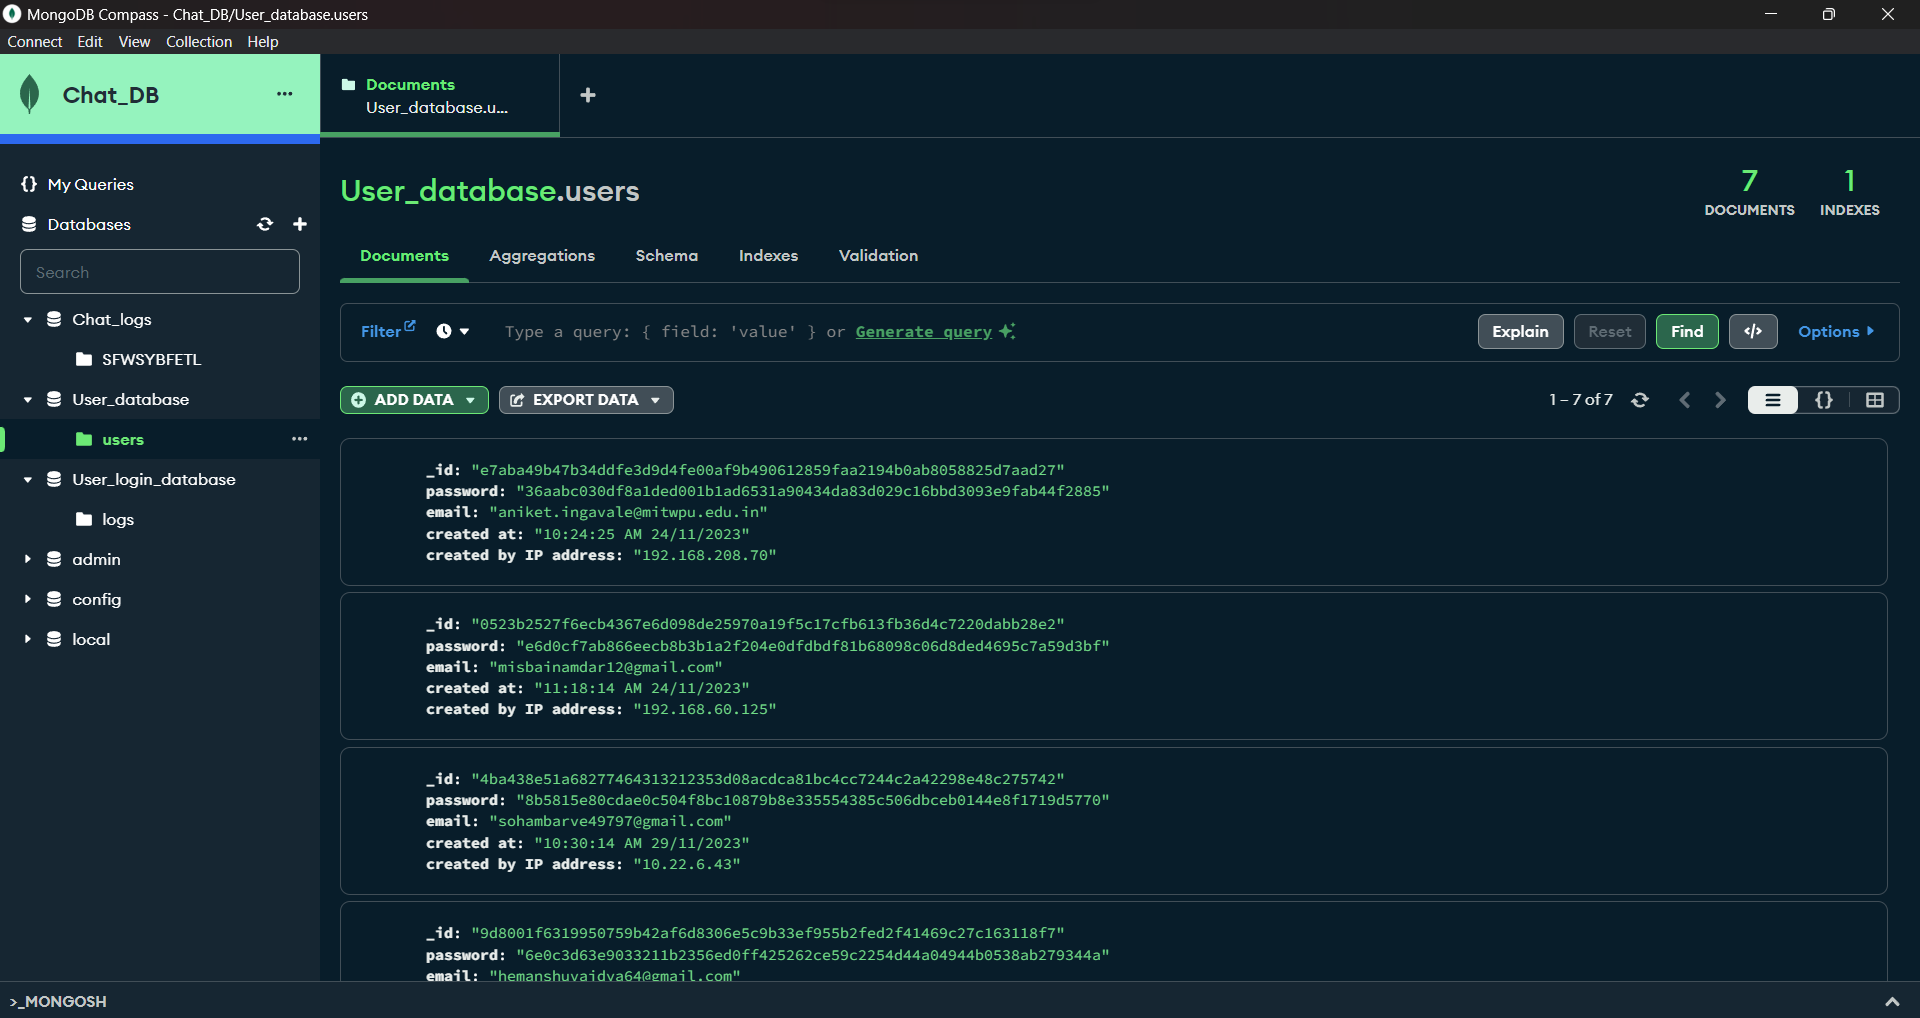 MongoDB Compass - Chat_DB/User_database.users
Connect Edit View Collection Help
Chat_DB
Documents
User_database.u...
My Queries
Databases
Search
Chat_logs
SFWSYBFETL
User_database
users
User_login_database
logs
admin
config
local
User_database.users
7
DOCUMENTS
1
INDEXES
Documents Aggregations Schema Indexes Validation
Filter Type a query: { field: 'value' } or Generate query Explain Reset Find </> Options
ADD DATA EXPORT DATA 1 – 7 of 7 {}
_id: "e7aba49b47b34ddfe3d9d4fe00af9b490612859faa2194b0ab8058825d7aad27"
password: "36aabc030df8a1ded001b1ad6531a90434da83d029c16bbd3093e9fab44f2885"
email: "aniket.ingavale@mitwpu.edu.in"
created at: "10:24:25 AM 24/11/2023"
created by IP address: "192.168.208.70"
_id: "0523b2527f6ecb4367e6d098de25970a19f5c17cfb613fb36d4c7220dabb28e2"
password: "e6d0cf7ab866eecb8b3b1a2f204e0dfdbdf81b68098c06d8ded4695c7a59d3bf"
email: "misbainamdar12@gmail.com"
created at: "11:18:14 AM 24/11/2023"
created by IP address: "192.168.60.125"
_id: "4ba438e51a68277464313212353d08acdca81bc4cc7244c2a42298e48c275742"
password: "8b5815e80cdae0c504f8bc10879b8e335554385c506dbceb0144e8f1719d5770"
email: "sohambarve49797@gmail.com"
created at: "10:30:14 AM 29/11/2023"
created by IP address: "10.22.6.43"
_id: "9d8001f6319950759b42af6d8306e5c9b33ef955b2fed2f41469c27c163118f7"
password: "6e0c3d63e9033211b2356ed0ff425262ce59c2254d44a04944b0538ab279344a"
email: "hemanshuvaidya64@gmail.com"
>_MONGOSH